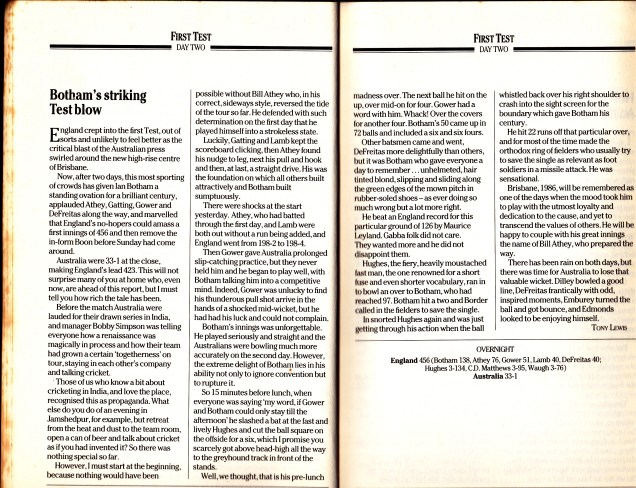 FIRST TEST
DAY TWO
Botham's striking
Test blow
England crept into the first Test, out of
sorts and unlikely to feel better as the
critical blast of the Australian press
swirled around the new high-rise centre
of Brisbane.
Now, after two days, this most sporting
of crowds has given Ian Botham a
standing ovation for a brilliant century,
applauded Athey, Gatting, Gower and
DeFreitas along the way, and marvelled
that England's no-hopers could amass a
first innings of 456 and then remove the
in-form Boon before Sunday had come
around.
Australia were 33-1 at the close,
making England's lead 423. This will not
surprise many of you at home who, even
now, are ahead of this report, but I must
tell you how rich the tale has been.
Before the match Australia were
lauded for their drawn series in India,
and manager Bobby Simpson was telling
everyone how a renaissance was
magically in process and how their team
had grown a certain 'togetherness' on
tour, staying in each other's company
and talking cricket.
Those of us who know a bit about
cricketing in India, and love the place,
recognised this as propaganda. What
else do you do of an evening in
Jamshedpur, for example, but retreat
from the heat and dust to the team room,
open a can of beer and talk about cricket
as if you had invented it? So there was
nothing special so far.
However, I must start at the beginning,
because nothing would have been
possible without Bill Athey who, in his
correct, sideways style, reversed the tide
of the tour so far. He defended with such
determination on the first day that he
played himself into a strokeless state.
Luckily, Gatting and Lamb kept the
scoreboard clicking, then Athey found
his nudge to leg, next his pull and hook
and then, at last, a straight drive. His was
the foundation on which all others built
attractively and Botham built
sumptuously.
There were shocks at the start
yesterday. Athey, who had batted
through the first day, and Lamb were
both out without a run being added, and
England went from 198-2 to 198-4.
Then Gower gave Australia prolonged
slip-catching practice, but they never
held him and he began to play well, with
Botham talking him into a competitive
mind. Indeed, Gower was unlucky to find
his thunderous pull shot arrive in the
hands of a shocked mid-wicket, but he
had had his luck and could not complain.
Botham's innings was unforgettable.
He played seriously and straight and the
Australians were bowling much more
accurately on the second day. However,
the extreme delight of Botham lies in his
ability not only to ignore convention but
to rupture it.
So 15 minutes before lunch, when
everyone was saying 'my word, if Gower
and Botham could only stay till the
afternoon' he slashed a bat at the fast and
lively Hughes and cut the ball square on
the offside for a six, which I promise you
scarcely got above head-high all the way
to the greyhound track in front of the
stands.
Well, we thought, that is his pre-lunch
FIRST TEST
DAY TWO
madness over. The next ball he hit on the
up, over mid-on for four. Gower had a
word with him. Whack! Over the covers
for another four. Botham's 50 came up in
72 balls and included a six and six fours.
Other batsmen came and went,
DeFreitas more delightfully than others,
but it was Botham who gave everyone a
day to remember . . . unhelmeted, hair
tinted blond, slipping and sliding along
the green edges of the mown pitch in
rubber-soled shoes – as ever doing so
much wrong but a lot more right.
He beat an England record for this
particular ground of 126 by Maurice
Leyland. Gabba folk did not care.
They wanted more and he did not
disappoint them.
Hughes, the fiery, heavily moustached
fast man, the one renowned for a short
fuse and even shorter vocabulary, ran in
to bowl an over to Botham, who had
reached 97. Botham hit a two and Border
called in the fielders to save the single.
In snorted Hughes again and was just
getting through his action when the ball
whistled back over his right shoulder to
crash into the sight screen for the
boundary which gave Botham his
century.
He hit 22 runs off that particular over,
and for most of the time made the
orthodox ring of fielders who usually try
to save the single as relevant as foot
soldiers in a missile attack. He was
sensational.
Brisbane, 1986, will be remembered as
one of the days when the mood took him
to play with the utmost loyalty and
dedication to the cause, and yet to
transcend the values of others. He will be
happy to couple with his great innings
the name of Bill Athey, who prepared the
way.
There has been rain on both days, but
there was time for Australia to lose that
valuable wicket. Dilley bowled a good
line, DeFreitas frantically with odd,
inspired moments, Emburey turned the
ball and got bounce, and Edmonds
looked to be enjoying himself.
TONY LEWIS
OVERNIGHT
England 456 (Botham 138, Athey 76, Gower 51, Lamb 40, DeFreitas 40;
Hughes 3-134, C.D. Matthews 3-95, Waugh 3-76)
Australia 33-1